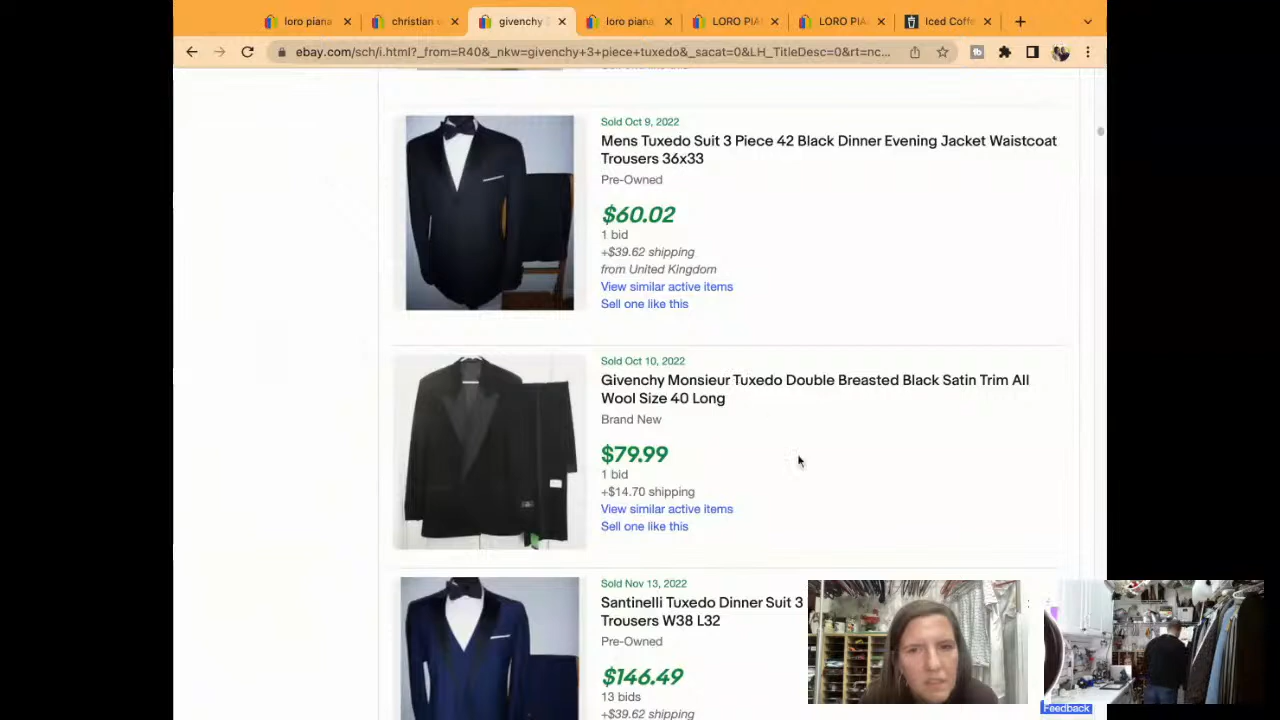 loro piana
christian
givenchy
loro piana
LORO PIA
LORO PIA
Iced Coff
ebay.com/sch/i.html?_from=R40&_nkw=givenchy+3+piece+tuxedo&_sacat=0&LH_TitleDesc=0&rt=nc...
Sold Oct 9, 2022
Mens Tuxedo Suit 3 Piece 42 Black Dinner Evening Jacket Waistcoat
Trousers 36x33
Pre-Owned
$60.02
1 bid
+$39.62 shipping
from United Kingdom
View similar active items
Sell one like this
Sold Oct 10, 2022
Givenchy Monsieur Tuxedo Double Breasted Black Satin Trim All
Wool Size 40 Long
Brand New
$79.99
1 bid
+$14.70 shipping
View similar active items
Sell one like this
Sold Nov 13, 2022
Santinelli Tuxedo Dinner Suit 3
Trousers W38 L32
Pre-Owned
$146.49
13 bids
+$39.62 shipping
Feedback